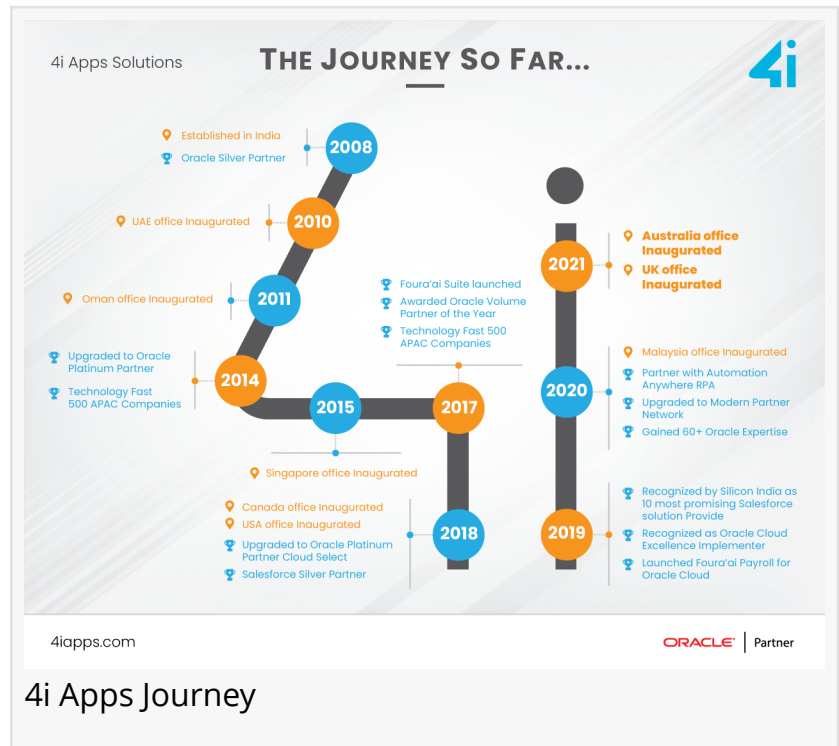 4i Apps Solutions
THE JOURNEY SO FAR...
4i
Established in India
Oracle Silver Partner
2008
UAE office Inaugurated
2010
Oman office Inaugurated
2011
Upgraded to Oracle
Platinum Partner
Technology Fast
500 APAC Companies
2014
2015
Singapore office Inaugurated
Foura'ai Suite launched
Awarded Oracle Volume
Partner of the Year
Technology Fast 500
APAC Companies
2017
Canada office Inaugurated
USA office Inaugurated
Upgraded to Oracle Platinum
Partner Cloud Select
Salesforce Silver Partner
2018
2021
Australia office
Inaugurated
UK office
Inaugurated
2020
Malaysia office Inaugurated
Partner with Automation
Anywhere RPA
Upgraded to Modern Partner
Network
Gained 60+ Oracle Expertise
2019
Recognized by Silicon India as
10 most promising Salesforce
solution Provide
Recognized as Oracle Cloud
Excellence Implementer
Launched Foura'ai Payroll for
Oracle Cloud
4iapps.com
ORACLE | Partner
4i Apps Journey